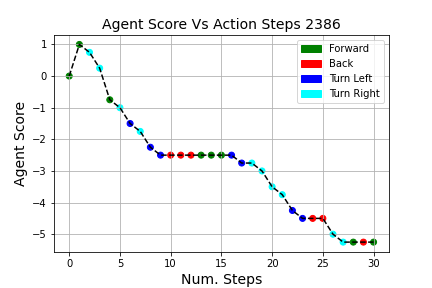 Agent Score Vs Action Steps 2386
Forward
Back
Turn Left
Turn Right
Agent Score
1
0
−1
−2
−3
−4
−5
0 5 10 15 20 25 30
Num. Steps